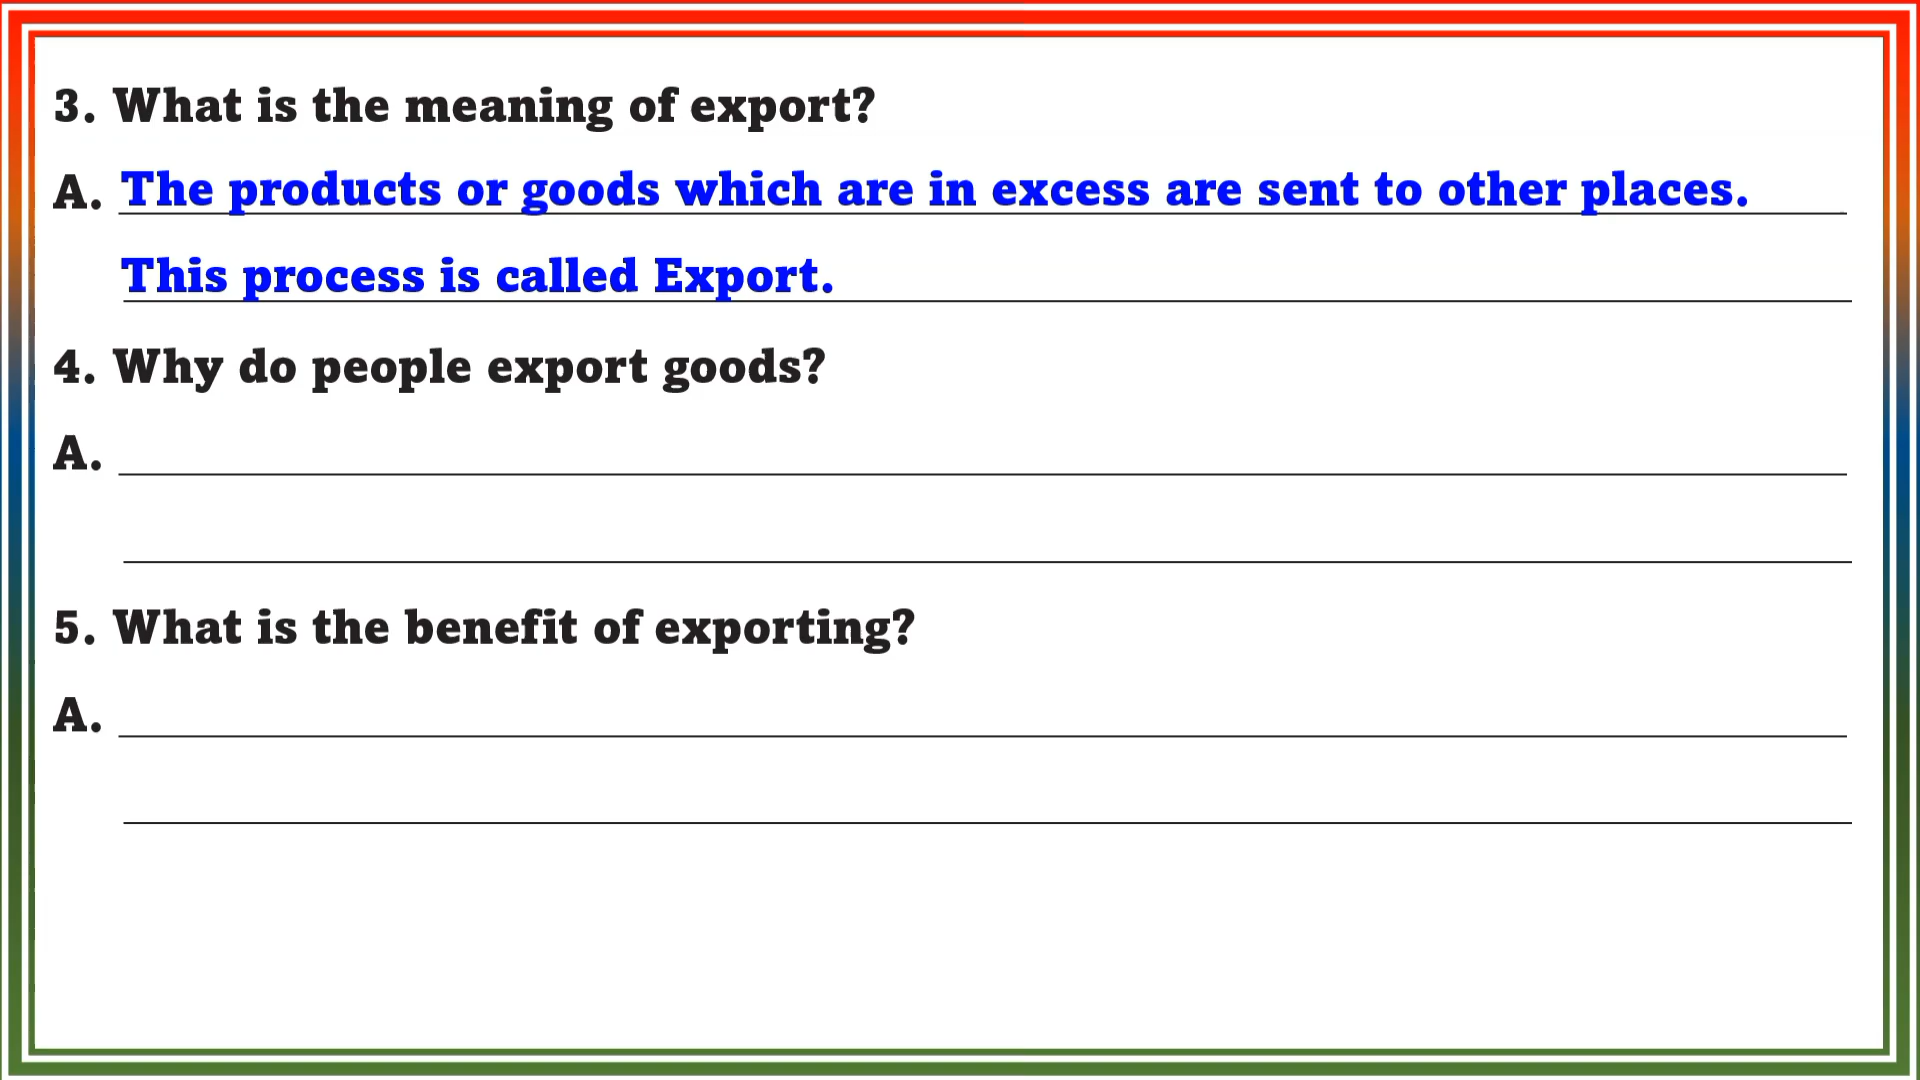 3. What is the meaning of export?
A. The products or goods which are in excess are sent to other places.
This process is called Export.
4. Why do people export goods?
A.
5. What is the benefit of exporting?
A.